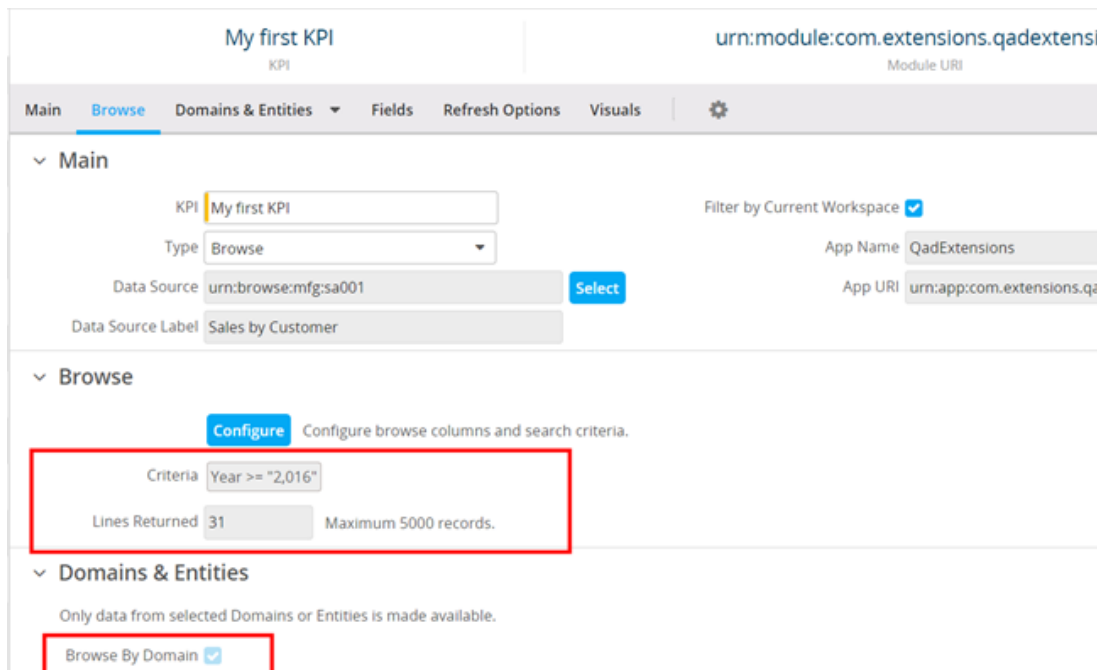 My first KPI
KPI
urn:module:com.extensions.qadextensi
Module URI
Main Browse Domains & Entities Fields Refresh Options Visuals
Main
KPI My first KPI
Filter by Current Workspace
Type Browse
App Name QadExtensions
Data Source urn:browse:mfg:sa001 Select
App URI urn:app:com.extensions.qa
Data Source Label Sales by Customer
Browse
Configure Configure browse columns and search criteria.
Criteria Year >= "2,016"
Lines Returned 31 Maximum 5000 records.
Domains & Entities
Only data from selected Domains or Entities is made available.
Browse By Domain